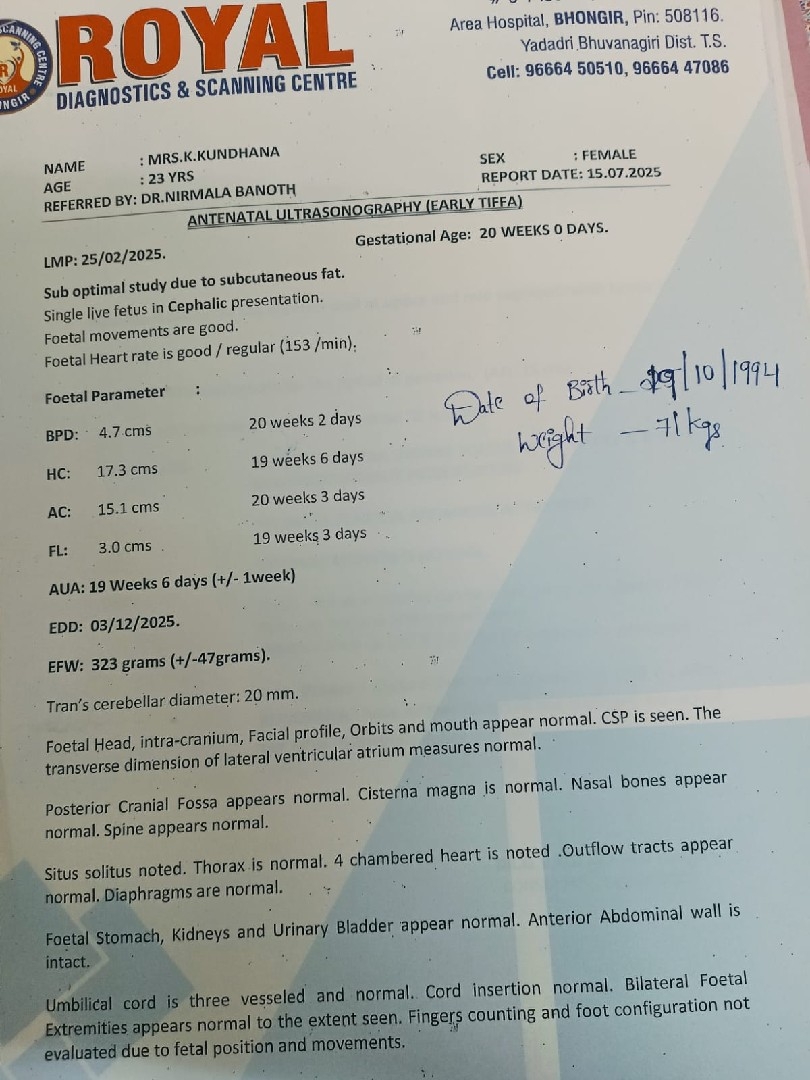 SCANNING CENTRE
ROYAL
DIAGNOSTICS & SCANNING CENTRE
Area Hospital, BHONGIR, Pin: 508116.
Yadadri Bhuvanagiri Dist. T.S.
Cell: 96664 50510, 96664 47086
NAME : MRS.K.KUNDHANA SEX : FEMALE
AGE : 23 YRS REPORT DATE: 15.07.2025
REFERRED BY: DR.NIRMALA BANOTH
ANTENATAL ULTRASONOGRAPHY (EARLY TIFFA)
LMP: 25/02/2025. Gestational Age: 20 WEEKS 0 DAYS.
Sub optimal study due to subcutaneous fat.
Single live fetus in Cephalic presentation.
Foetal movements are good.
Foetal Heart rate is good / regular (153 /min).
Foetal Parameter :
Date of Birth - 19/10/1994
Weight - 71 kgs
BPD: 4.7 cms 20 weeks 2 days
HC: 17.3 cms 19 weeks 6 days
AC: 15.1 cms 20 weeks 3 days
FL: 3.0 cms 19 weeks 3 days
AUA: 19 Weeks 6 days (+/- 1week)
EDD: 03/12/2025.
EFW: 323 grams (+/-47grams).
Tran's cerebellar diameter: 20 mm.
Foetal Head, intra-cranium, Facial profile, Orbits and mouth appear normal. CSP is seen. The
transverse dimension of lateral ventricular atrium measures normal.
Posterior Cranial Fossa appears normal. Cisterna magna is normal. Nasal bones appear
normal. Spine appears normal.
Situs solitus noted. Thorax is normal. 4 chambered heart is noted .Outflow tracts appear
normal. Diaphragms are normal.
Foetal Stomach, Kidneys and Urinary Bladder appear normal. Anterior Abdominal wall is
intact.
Umbilical cord is three vesseled and normal. Cord insertion normal. Bilateral Foetal
Extremities appears normal to the extent seen. Fingers counting and foot configuration not
evaluated due to fetal position and movements.